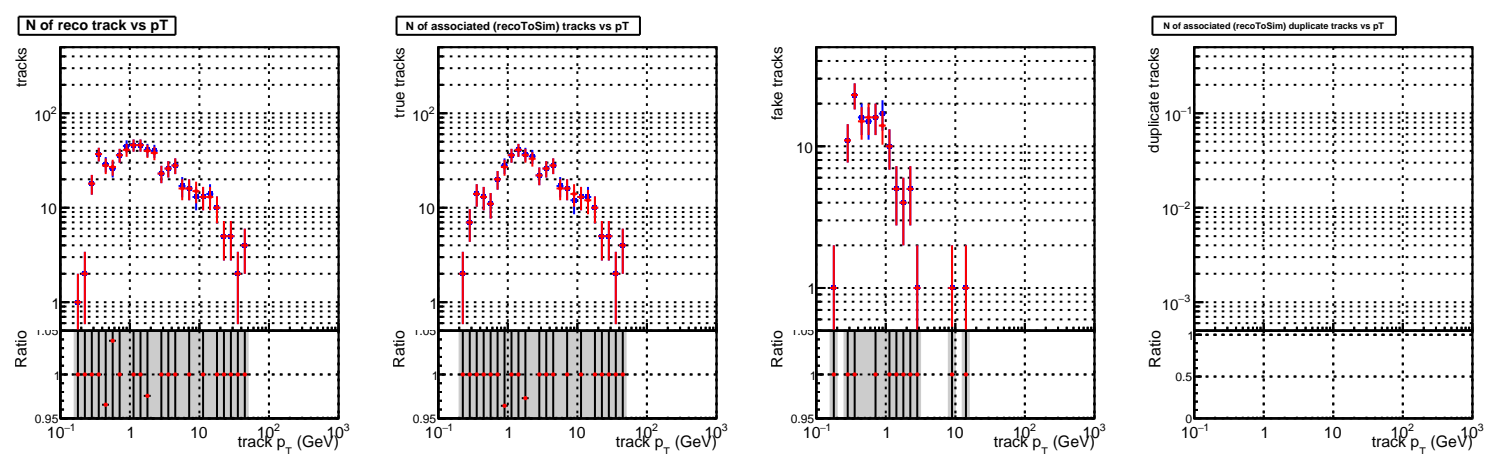 N of reco track vs pT
tracks
10²
10
1
1.05
Ratio
1
0.95
10⁻¹ 1 10 10² 10³
track p_T (GeV)
N of associated (recoToSim) tracks vs pT
true tracks
10²
10
1
1.05
Ratio
1
0.95
10⁻¹ 1 10 10² 10³
track p_T (GeV)
fake tracks
10
1
1.05
Ratio
1
0.95
10⁻¹ 1 10 10² 10³
track p_T (GeV)
N of associated (recoToSim) duplicate tracks vs pT
duplicate tracks
10⁻¹
10⁻²
10⁻³
Ratio
1
0.5
0
10⁻¹ 1 10 10² 10³
track p_T (GeV)